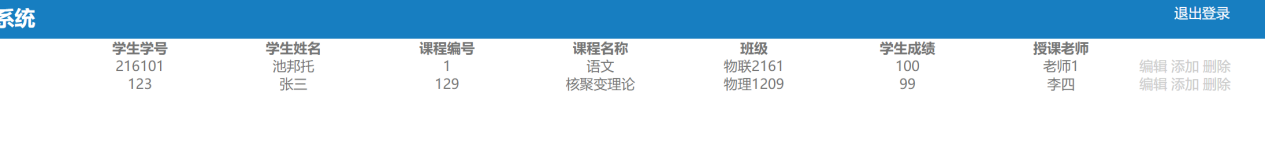 系统 退出登录
学生学号 学生姓名 课程编号 课程名称 班级 学生成绩 授课老师
216101 池邦托 1 语文 物联2161 100 老师1 编辑 添加 删除
123 张三 129 核聚变理论 物理1209 99 李四 编辑 添加 删除